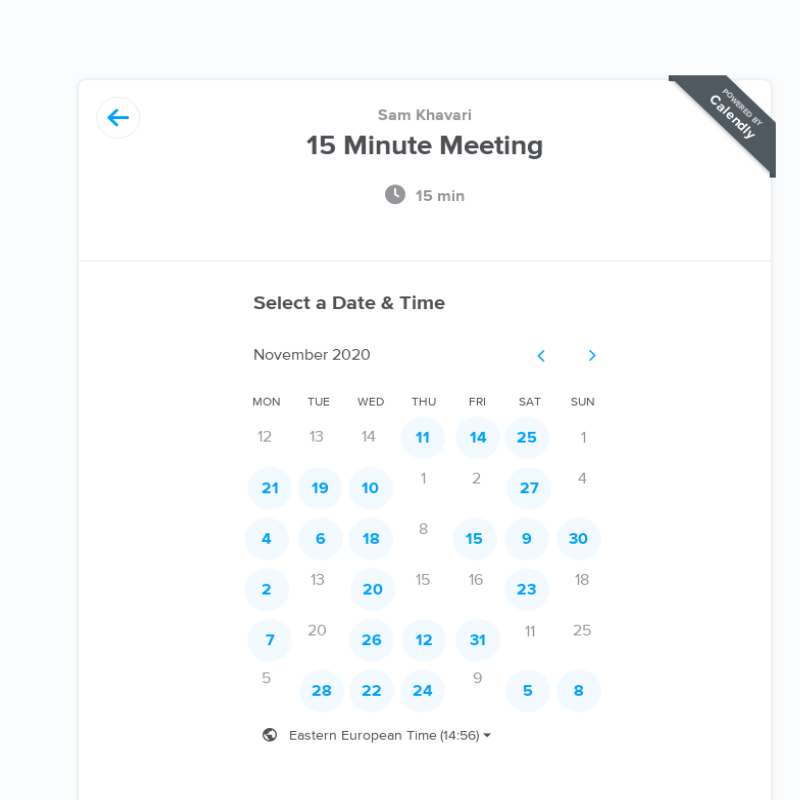 POWERED BY
Calendly
Sam Khavari
15 Minute Meeting
15 min
Select a Date & Time
November 2020
MON TUE WED THU FRI SAT SUN
12 13 14 11 14 25 1
21 19 10 1 2 27 4
4 6 18 8 15 9 30
2 13 20 15 16 23 18
7 20 26 12 31 11 25
5 28 22 24 9 5 8
Eastern European Time (14:56)